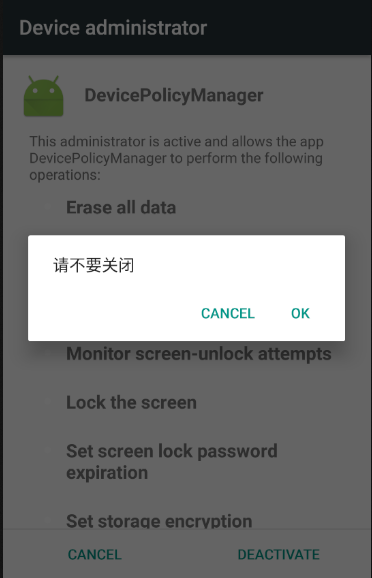 Device administrator
DevicePolicyManager
This administrator is active and allows the app
DevicePolicyManager to perform the following
operations:
Erase all data
请不要关闭
CANCEL OK
Monitor screen-unlock attempts
Lock the screen
Set screen lock password
expiration
Set storage encryption
CANCEL DEACTIVATE